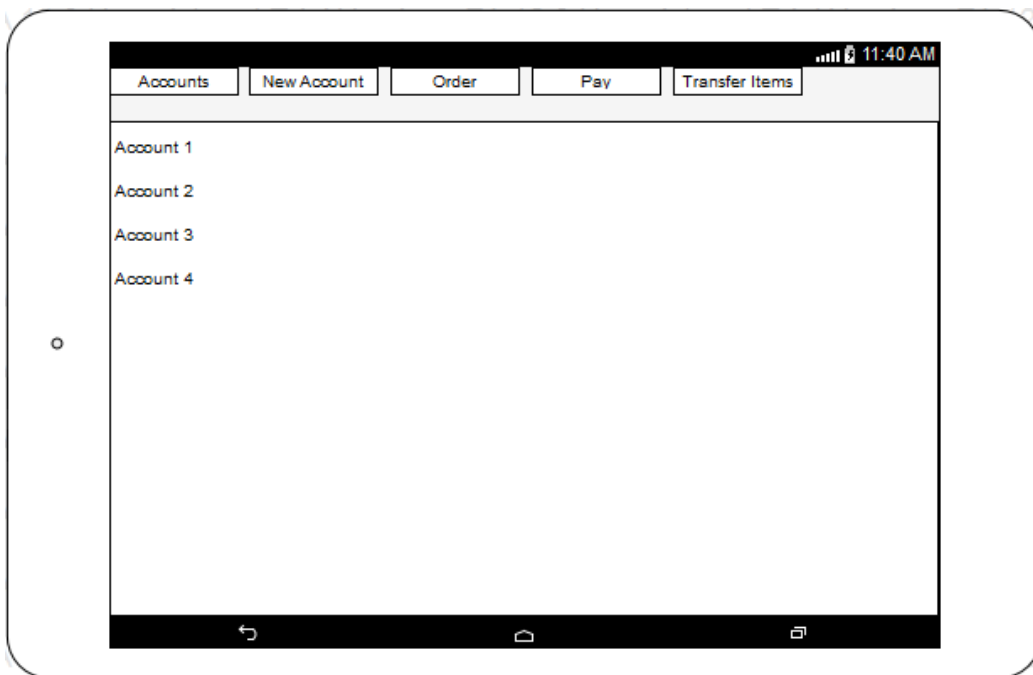 11:40 AM
Accounts New Account Order Pay Transfer Items
Account 1
Account 2
Account 3
Account 4